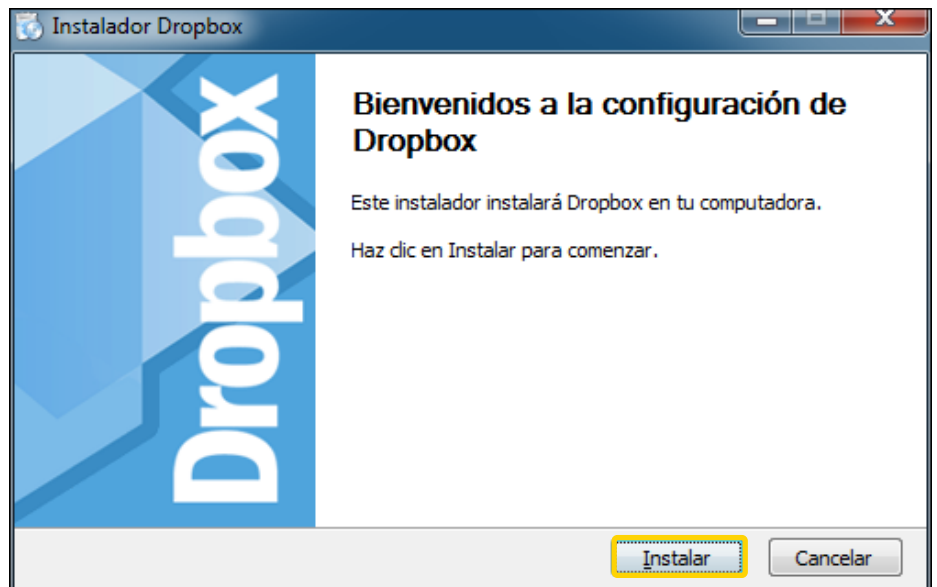 Instalador Dropbox
Dropbox
Bienvenidos a la configuración de
Dropbox
Este instalador instalará Dropbox en tu computadora.
Haz clic en Instalar para comenzar.
Instalar
Cancelar